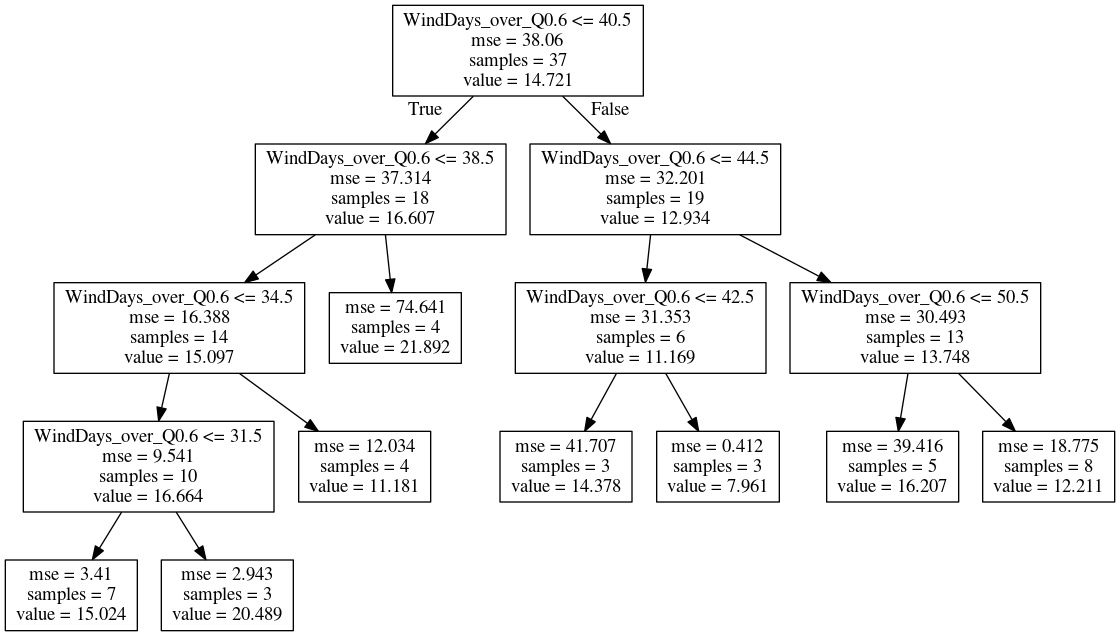 WindDays_over_Q0.6 <= 40.5
mse = 38.06
samples = 37
value = 14.721
True
False
WindDays_over_Q0.6 <= 38.5
mse = 37.314
samples = 18
value = 16.607
WindDays_over_Q0.6 <= 44.5
mse = 32.201
samples = 19
value = 12.934
WindDays_over_Q0.6 <= 34.5
mse = 16.388
samples = 14
value = 15.097
mse = 74.641
samples = 4
value = 21.892
WindDays_over_Q0.6 <= 42.5
mse = 31.353
samples = 6
value = 11.169
WindDays_over_Q0.6 <= 50.5
mse = 30.493
samples = 13
value = 13.748
WindDays_over_Q0.6 <= 31.5
mse = 9.541
samples = 10
value = 16.664
mse = 12.034
samples = 4
value = 11.181
mse = 41.707
samples = 3
value = 14.378
mse = 0.412
samples = 3
value = 7.961
mse = 39.416
samples = 5
value = 16.207
mse = 18.775
samples = 8
value = 12.211
mse = 3.41
samples = 7
value = 15.024
mse = 2.943
samples = 3
value = 20.489